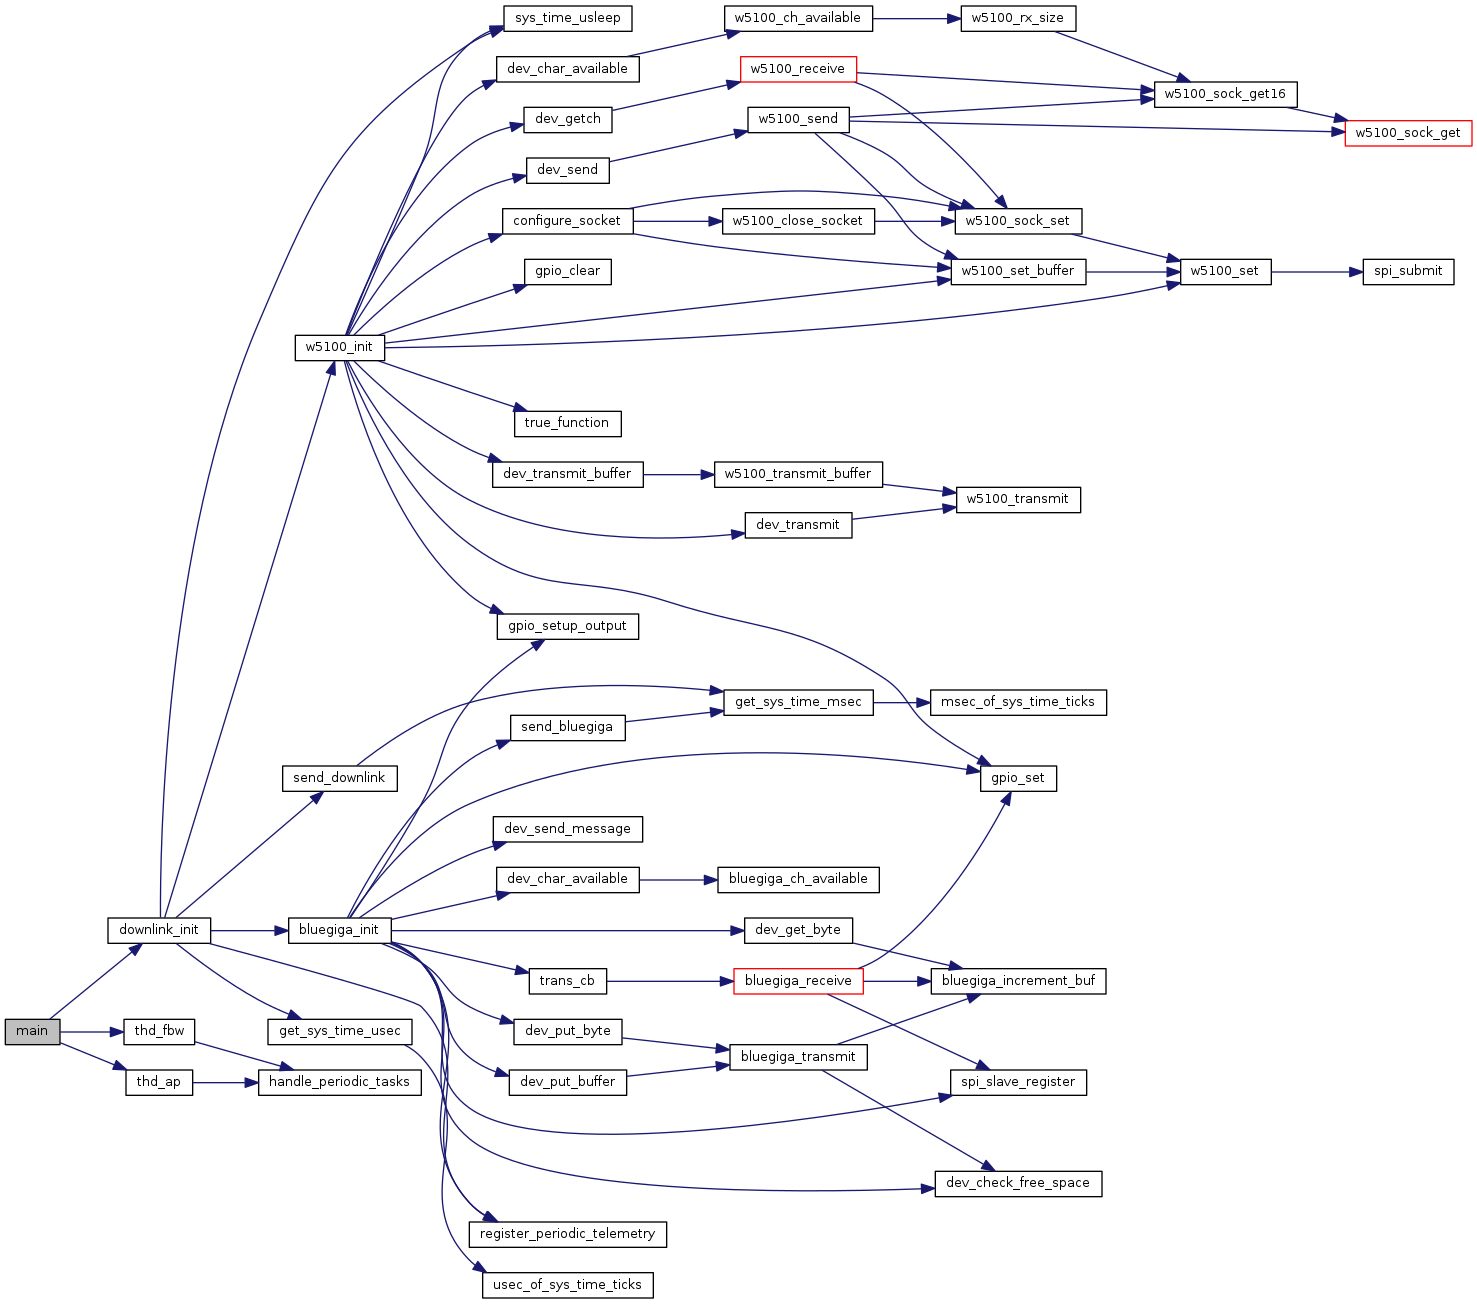 sys_time_usleep
w5100_ch_available
w5100_rx_size
dev_char_available
w5100_receive
w5100_sock_get16
dev_getch
w5100_send
w5100_sock_get
dev_send
configure_socket
w5100_close_socket
w5100_sock_set
gpio_clear
w5100_set_buffer
w5100_set
spi_submit
w5100_init
true_function
dev_transmit_buffer
w5100_transmit_buffer
w5100_transmit
dev_transmit
gpio_setup_output
get_sys_time_msec
msec_of_sys_time_ticks
send_bluegiga
send_downlink
gpio_set
dev_send_message
dev_char_available
bluegiga_ch_available
downlink_init
bluegiga_init
dev_get_byte
trans_cb
bluegiga_receive
bluegiga_increment_buf
main
thd_fbw
get_sys_time_usec
dev_put_byte
bluegiga_transmit
thd_ap
handle_periodic_tasks
dev_put_buffer
spi_slave_register
dev_check_free_space
register_periodic_telemetry
usec_of_sys_time_ticks